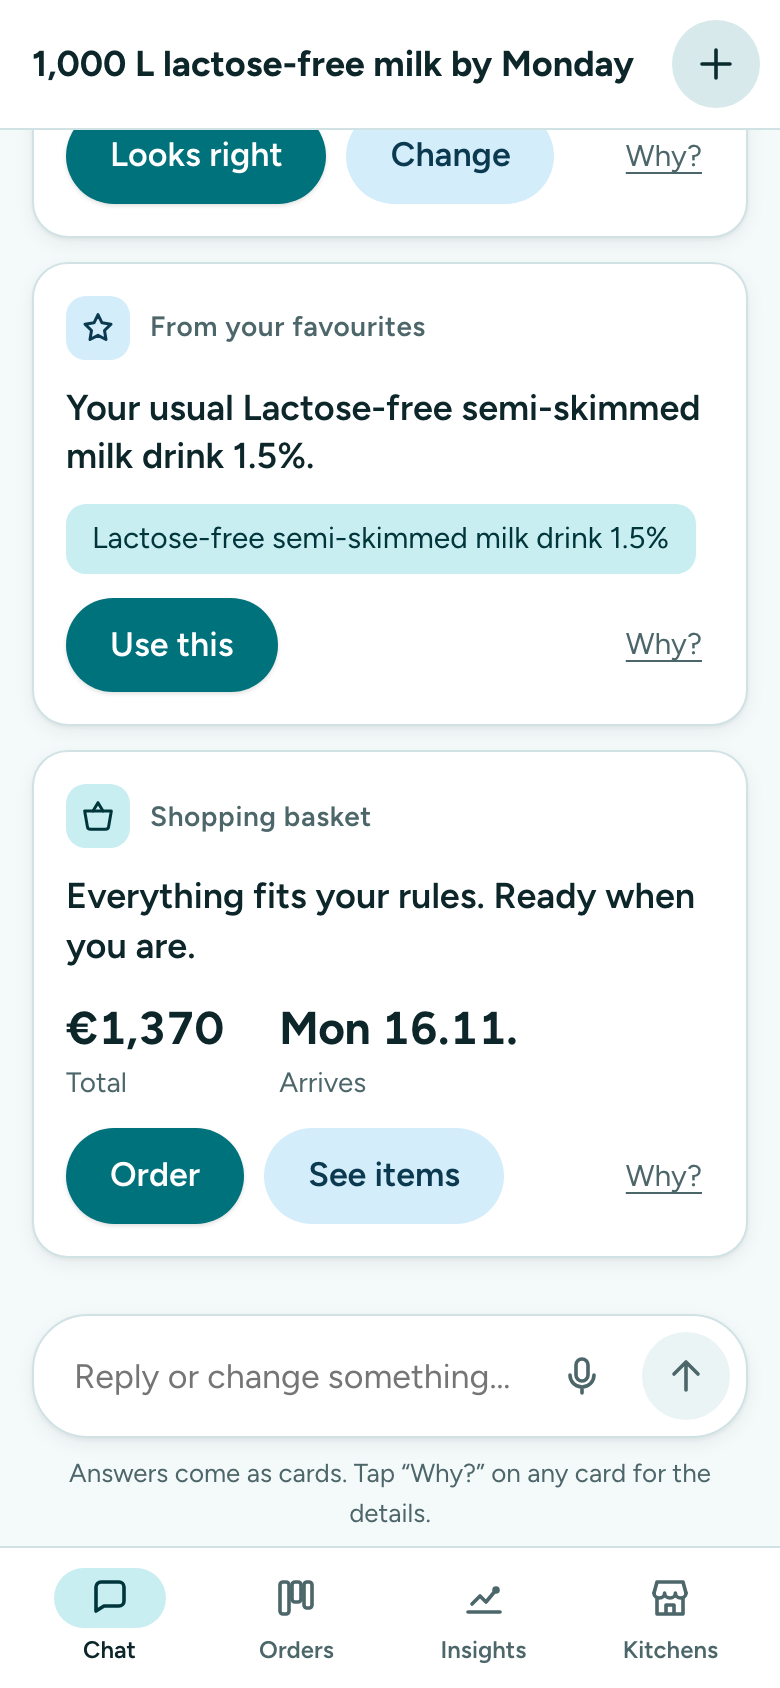 1,000 L lactose-free milk by Monday
Looks right
Change
Why?
From your favourites
Your usual Lactose-free semi-skimmed
milk drink 1.5%.
Lactose-free semi-skimmed milk drink 1.5%
Use this
Why?
Shopping basket
Everything fits your rules. Ready when
you are.
€1,370
Mon 16.11.
Total
Arrives
Order
See items
Why?
Reply or change something...
Answers come as cards. Tap “Why?” on any card for the
details.
Chat
Orders
Insights
Kitchens